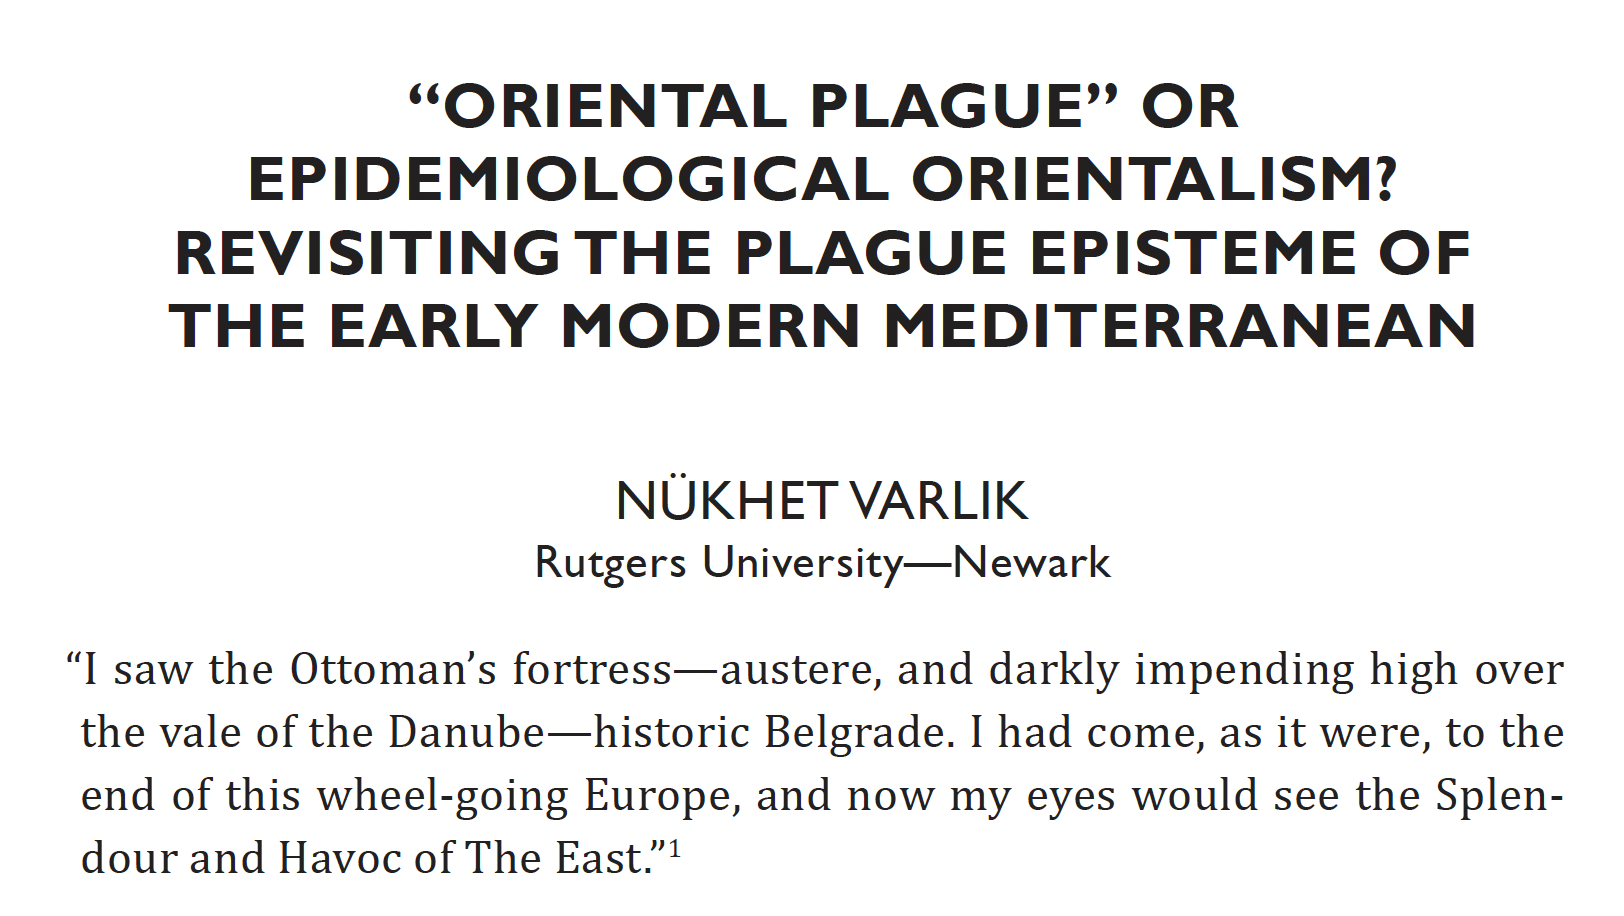 “ORIENTAL PLAGUE” OR
EPIDEMIOLOGICAL ORIENTALISM?
REVISITING THE PLAGUE EPISTEME OF
THE EARLY MODERN MEDITERRANEAN
NÜKHET VARLIK
Rutgers University—Newark
“I saw the Ottoman’s fortress—austere, and darkly impending high over
the vale of the Danube—historic Belgrade. I had come, as it were, to the
end of this wheel-going Europe, and now my eyes would see the Splen-
dour and Havoc of The East.”1